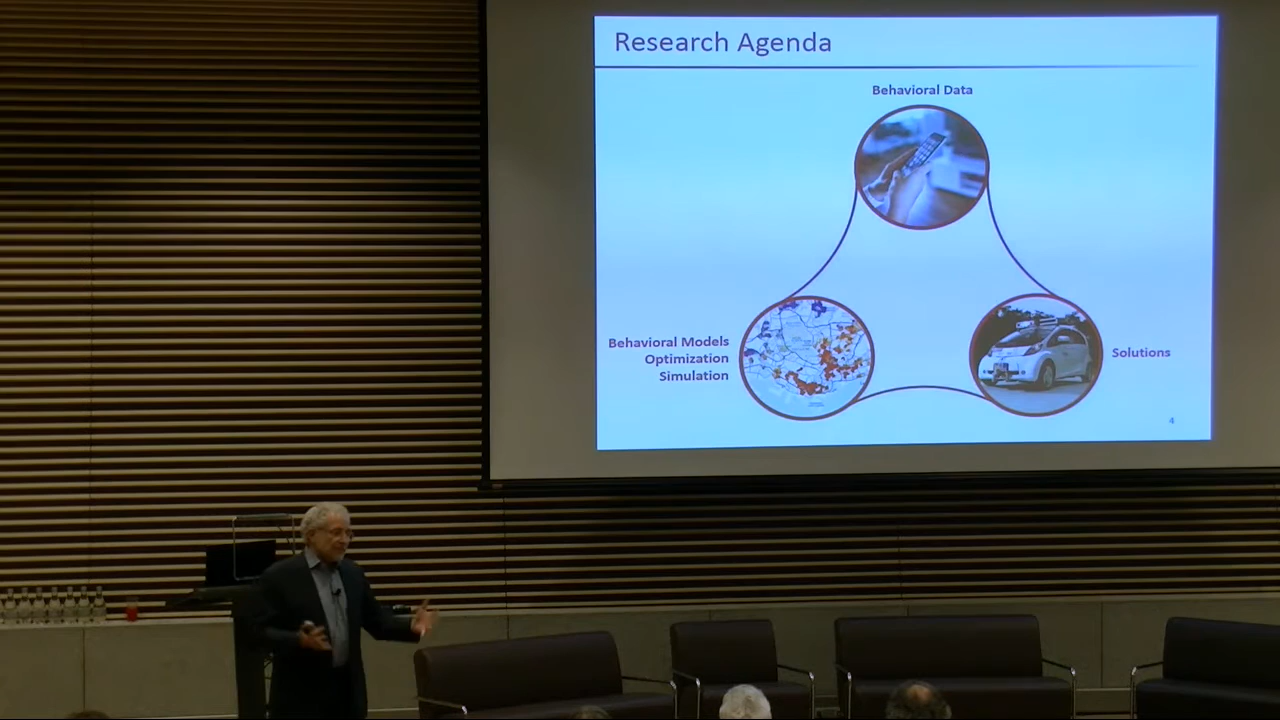 Research Agenda
Behavioral Data
Behavioral Models
Optimization
Simulation
Solutions
4